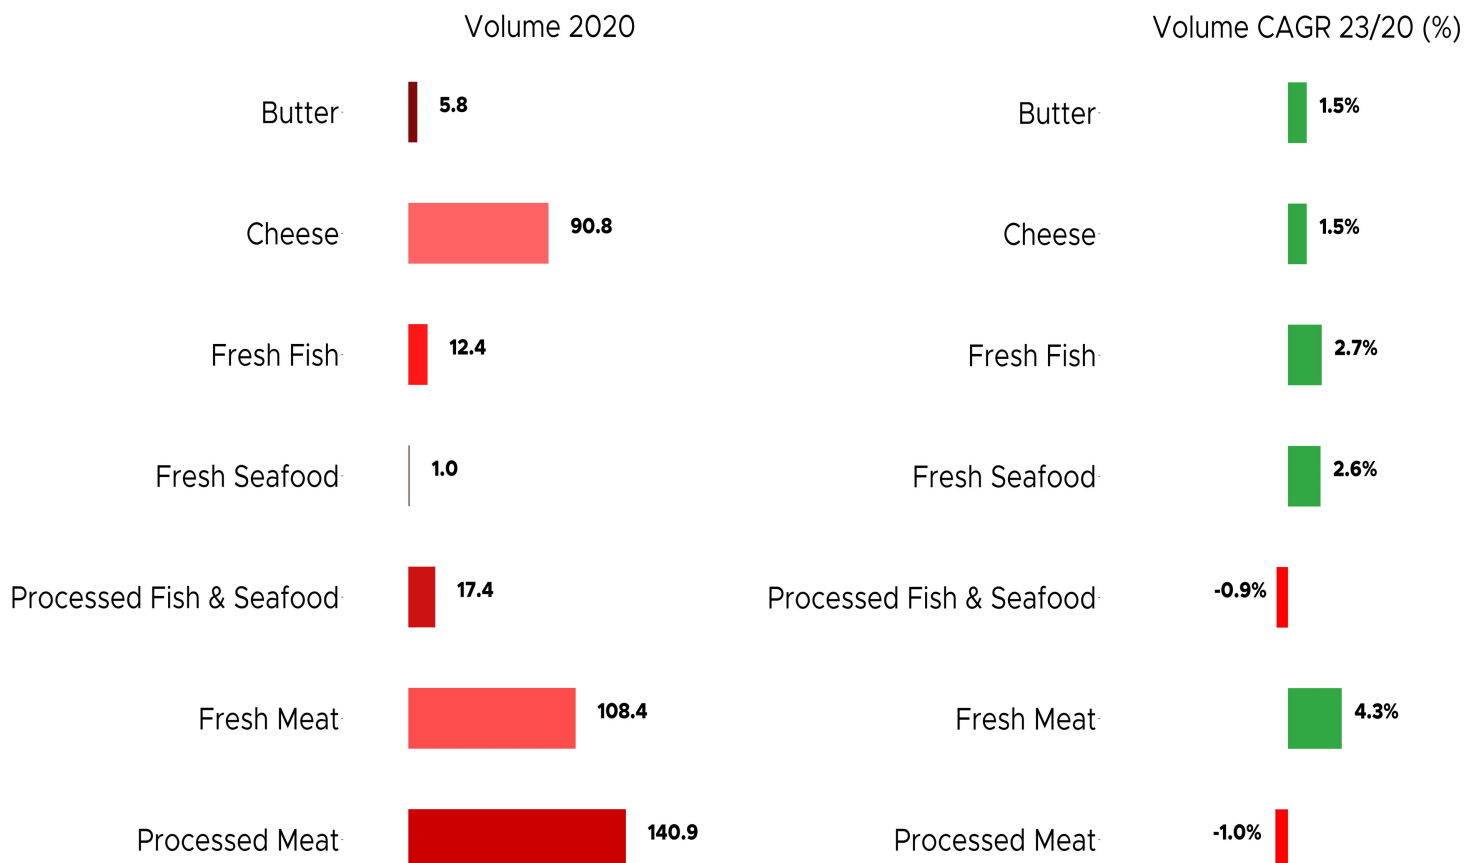 Volume 2020
Volume CAGR 23/20 (%)
Butter 5.8 Butter 1.5%
Cheese 90.8 Cheese 1.5%
Fresh Fish 12.4 Fresh Fish 2.7%
Fresh Seafood 1.0 Fresh Seafood 2.6%
Processed Fish & Seafood 17.4 Processed Fish & Seafood -0.9%
Fresh Meat 108.4 Fresh Meat 4.3%
Processed Meat 140.9 Processed Meat -1.0%